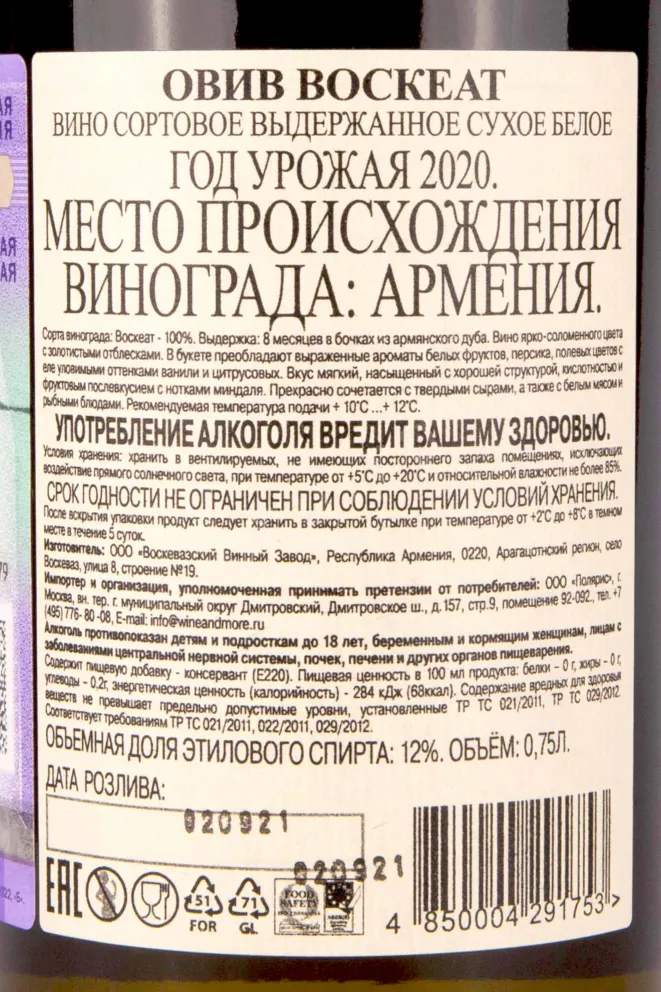 ОВИВ ВОСКЕАТ
ВИНО СОРТОВОЕ ВЫДЕРЖАННОЕ СУХОЕ БЕЛОЕ
ГОД УРОЖАЯ 2020.
МЕСТО ПРОИСХОЖДЕНИЯ
ВИНОГРАДА: АРМЕНИЯ.
Сорта винограда: Воскеат - 100%. Выдержка: 8 месяцев в бочках из армянского дуба. Вино ярко-соломенного цвета
с золотистыми отблесками. В букете преобладают выраженные ароматы белых фруктов, персика, полевых цветов с
еле уловимыми оттенками ванили и цитрусовых. Вкус мягкий, насыщенный с хорошей структурой, кислотностью и
фруктовым послевкусием с нотками миндаля. Прекрасно сочетается с твердыми сырами, а также с белым мясом и
рыбными блюдами. Рекомендуемая температура подачи + 10°С ...+ 12°С.
УПОТРЕБЛЕНИЕ АЛКОГОЛЯ ВРЕДИТ ВАШЕМУ ЗДОРОВЬЮ.
Условия хранения: хранить в вентилируемых, не имеющих постороннего запаха помещениях, исключающих
воздействие прямого солнечного света, при температуре от +5°С до +20°С и относительной влажности не более 85%.
СРОК ГОДНОСТИ НЕ ОГРАНИЧЕН ПРИ СОБЛЮДЕНИИ УСЛОВИЙ ХРАНЕНИЯ.
После вскрытия упаковки продукт следует хранить в закрытой бутылке при температуре от +2°С до +8°С в темном
месте в течение 5 суток.
Изготовитель: ООО «Воскевазский Винный Завод», Республика Армения, 0220, Арагацотнский регион, село
Воскеваз, улица 8, строение №19.
Импортер и организация, уполномоченная принимать претензии от потребителей: ООО «Полярис», г.
Москва, вн. тер. г. муниципальный округ Дмитровский, Дмитровское ш., д.157, стр.9, помещение 92-092, тел. +7
(495)776-80-08, E-mail: info@wineandmore.ru
Алкоголь противопоказан детям и подросткам до 18 лет, беременным и кормящим женщинам, лицам с
заболеваниями центральной нервной системы, почек, печени и других органов пищеварения.
Содержит пищевую добавку - консервант (Е220). Пищевая ценность в 100 мл продукта: белки - 0 г, жиры - 0 г,
углеводы - 0.2г, энергетическая ценность (калорийность) - 284 кДж (68ккал). Содержание вредных для здоровья
веществ не превышает предельно допустимые уровни, установленные ТР ТС 021/2011, ТР ТС 029/2012.
Соответствует требованиям ТР ТС 021/2011, 022/2011, 029/2012.
ОБЪЕМНАЯ ДОЛЯ ЭТИЛОВОГО СПИРТА: 12%. ОБЪЁМ: 0,75Л.
ДАТА РОЗЛИВА:
020921
020921
EAC
51
FOR
71
GL
FOOD
SAFETY
4 850004 291753 >